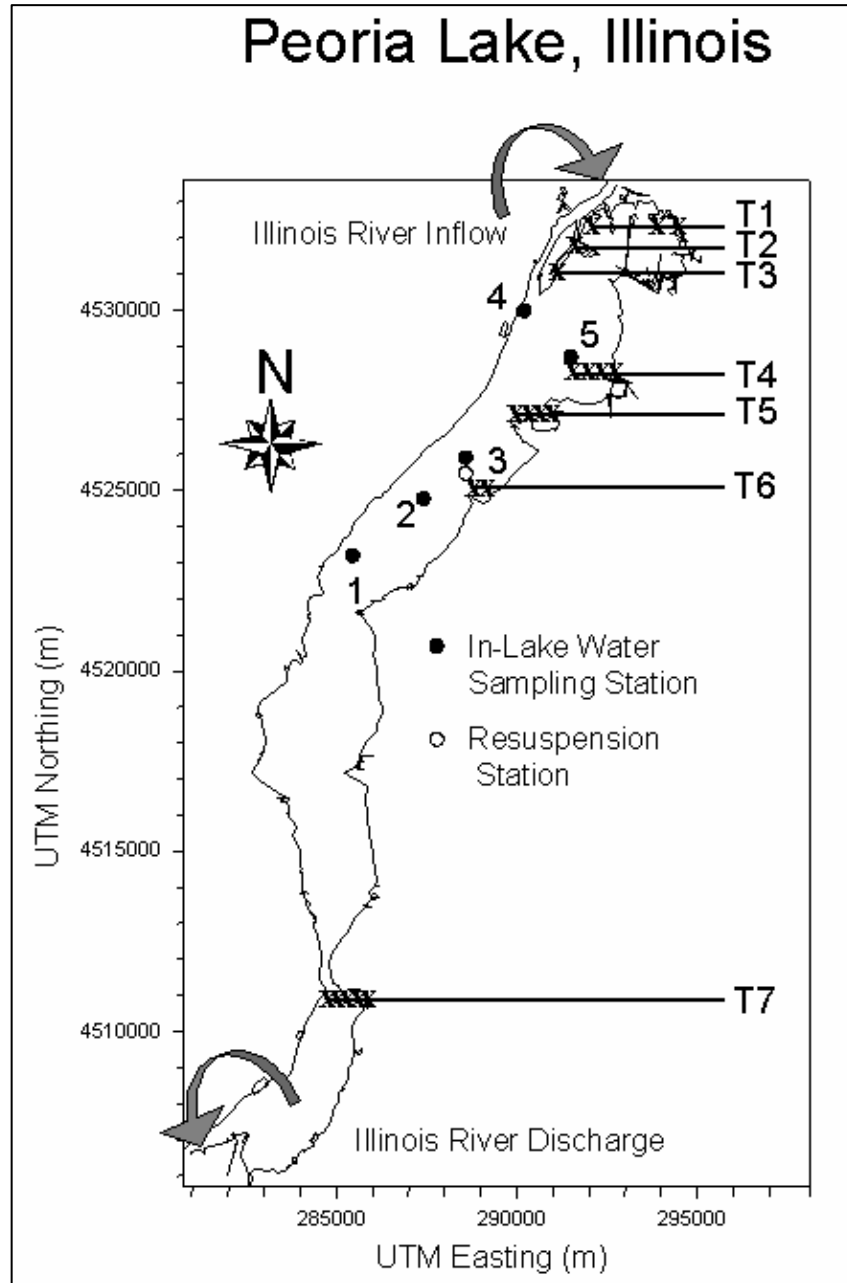 Peoria Lake, Illinois
Illinois River Inflow
T1
T2
T3
4530000
4
5
N
T4
T5
3
4525000
T6
2
1
In-Lake Water
Sampling Station
4520000
Resuspension
Station
4515000
UTM Northing (m)
4510000
T7
Illinois River Discharge
285000
290000
295000
UTM Easting (m)